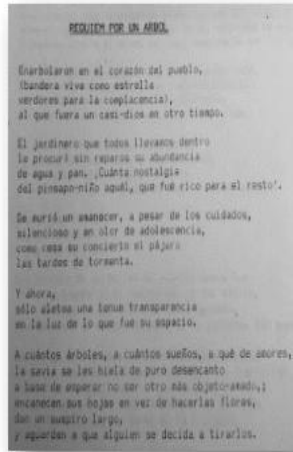 REQUIEM POR UN ARBOL
Enarbolaron en el corazón del pueblo,
(bandera viva como estrella
verdores para la complacencia),
al que fuera un casi-dios en otro tiempo.
El jardinero que todos llevamos dentro
le procuró sin reparos su abundancia
de agua y pan. ¡Cuánta nostalgia
del pinsapo-niño aquél, que fué rico para el resto!.
Se murió un amanecer, a pesar de los cuidados,
silencioso y en olor de adolescencia,
como cesa su concierto el pájaro
las tardes de tormenta.
Y ahora,
sólo aletea una tenue transparencia
en la luz de lo que fue su espacio.
A cuántos árboles, a cuántos sueños, a qué de amores,
la savia se les hiela de puro desencanto
a base de esperar no ser otro más objeto-amado,;
encanecen sus hojas en vez de hacerlas flores,
dan un suspiro largo,
y aguardan a que alguien se decida a tirarlos.